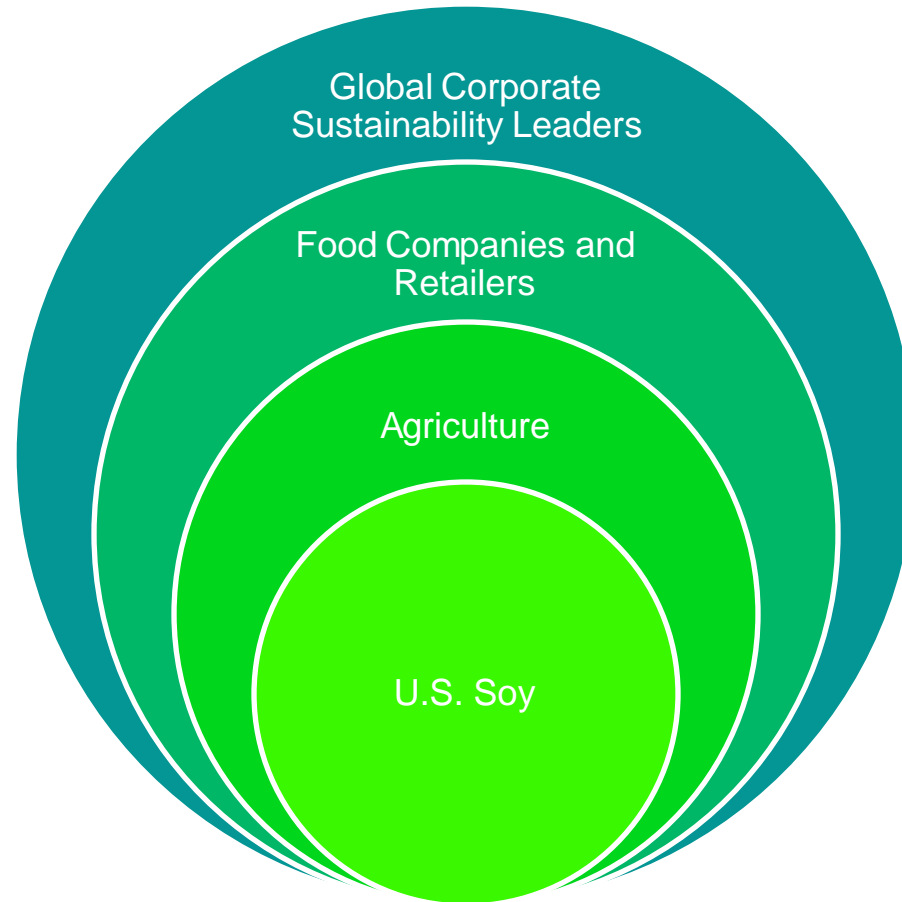 Global Corporate
Sustainability Leaders
Food Companies and
Retailers
Agriculture
U.S. Soy